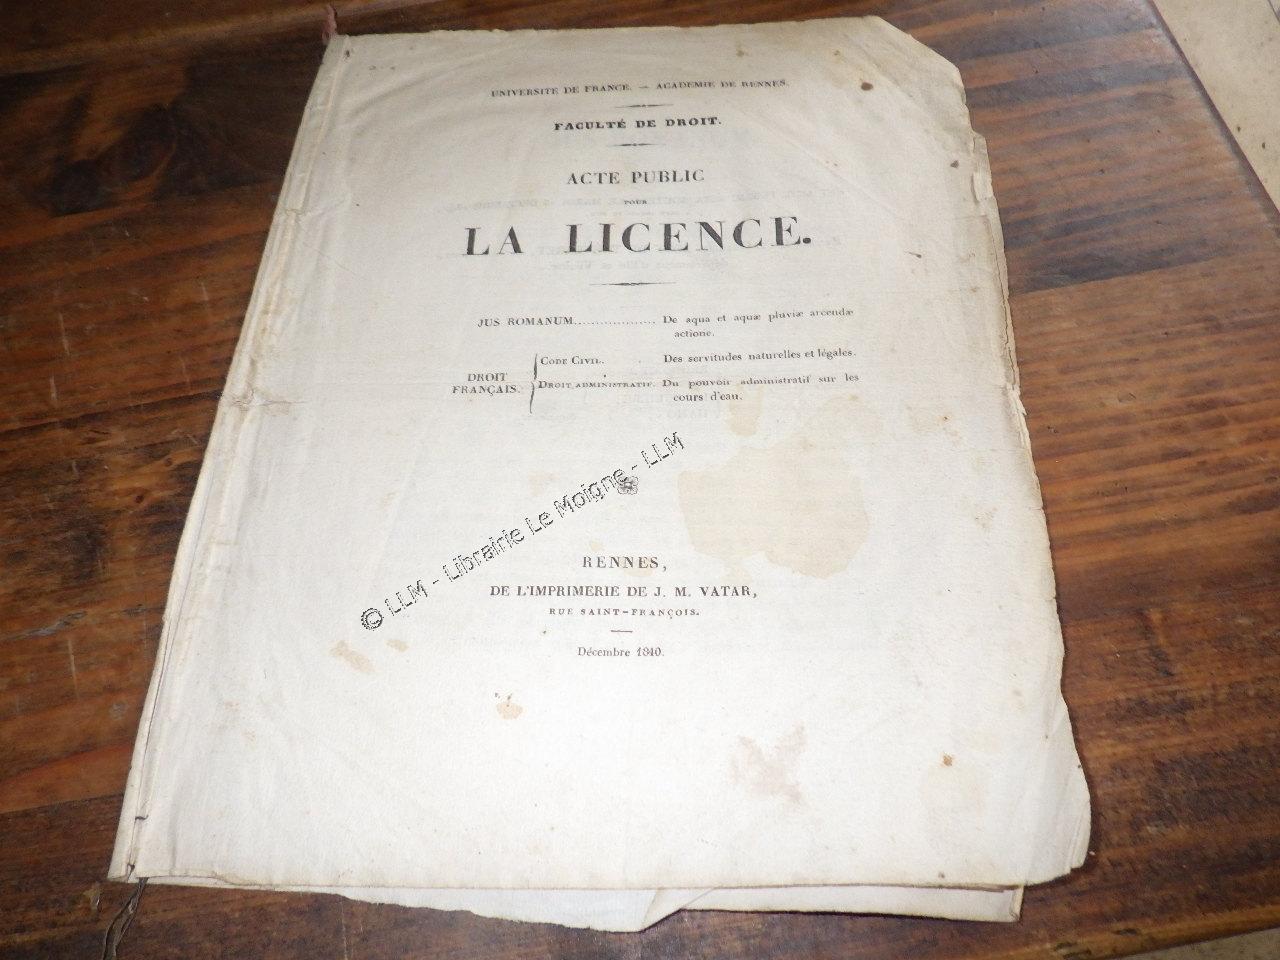 UNIVERSITE DE FRANCE. — ACADEMIE DE RENNES.
FACULTÉ DE DROIT.
ACTE PUBLIC
POUR
LA LICENCE.
JUS ROMANUM.................. De aqua et aquæ pluviæ arcendæ
actione.
DROIT FRANÇAIS.
CODE CIVIL. . Des servitudes naturelles et légales.
DROIT ADMINISTRATIF. Du pouvoir administratif sur les
cours d'eau.
© LLM - Librairie Le Moigne - LLM
RENNES,
DE L'IMPRIMERIE DE J. M. VATAR,
RUE SAINT-FRANÇOIS.
Décembre 1840.